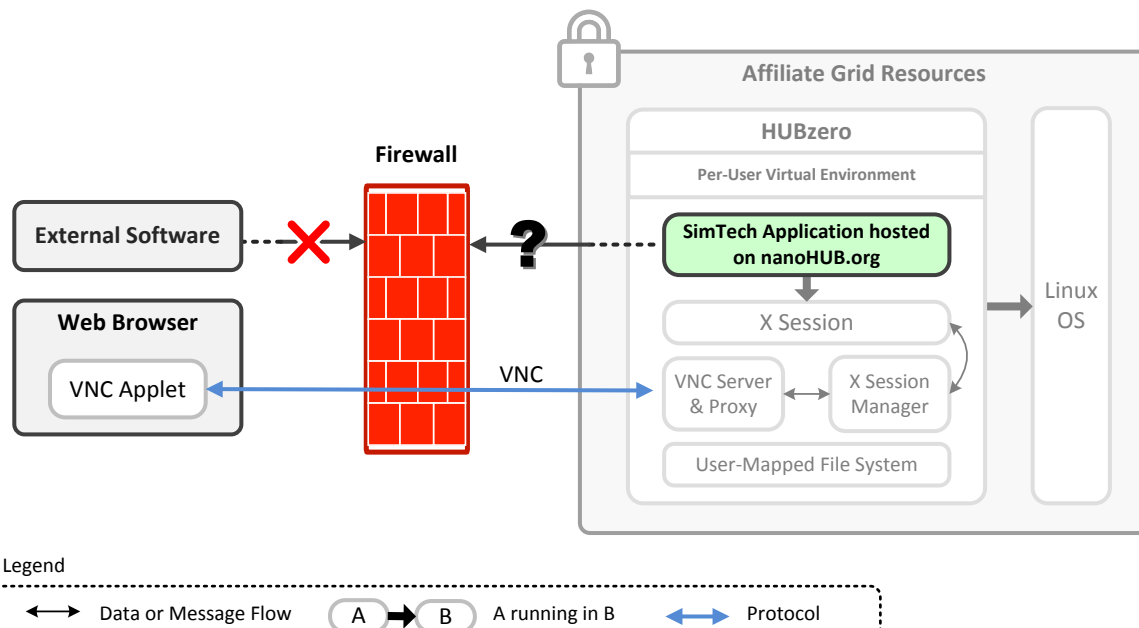 Affiliate Grid Resources
HUBzero
Firewall
Per-User Virtual Environment
External Software
?
SimTech Application hosted
on nanoHUB.org
Web Browser
X Session
Linux
OS
VNC Applet
VNC
VNC Server
& Proxy
X Session
Manager
User-Mapped File System
Legend
Data or Message Flow
A
B
A running in B
Protocol